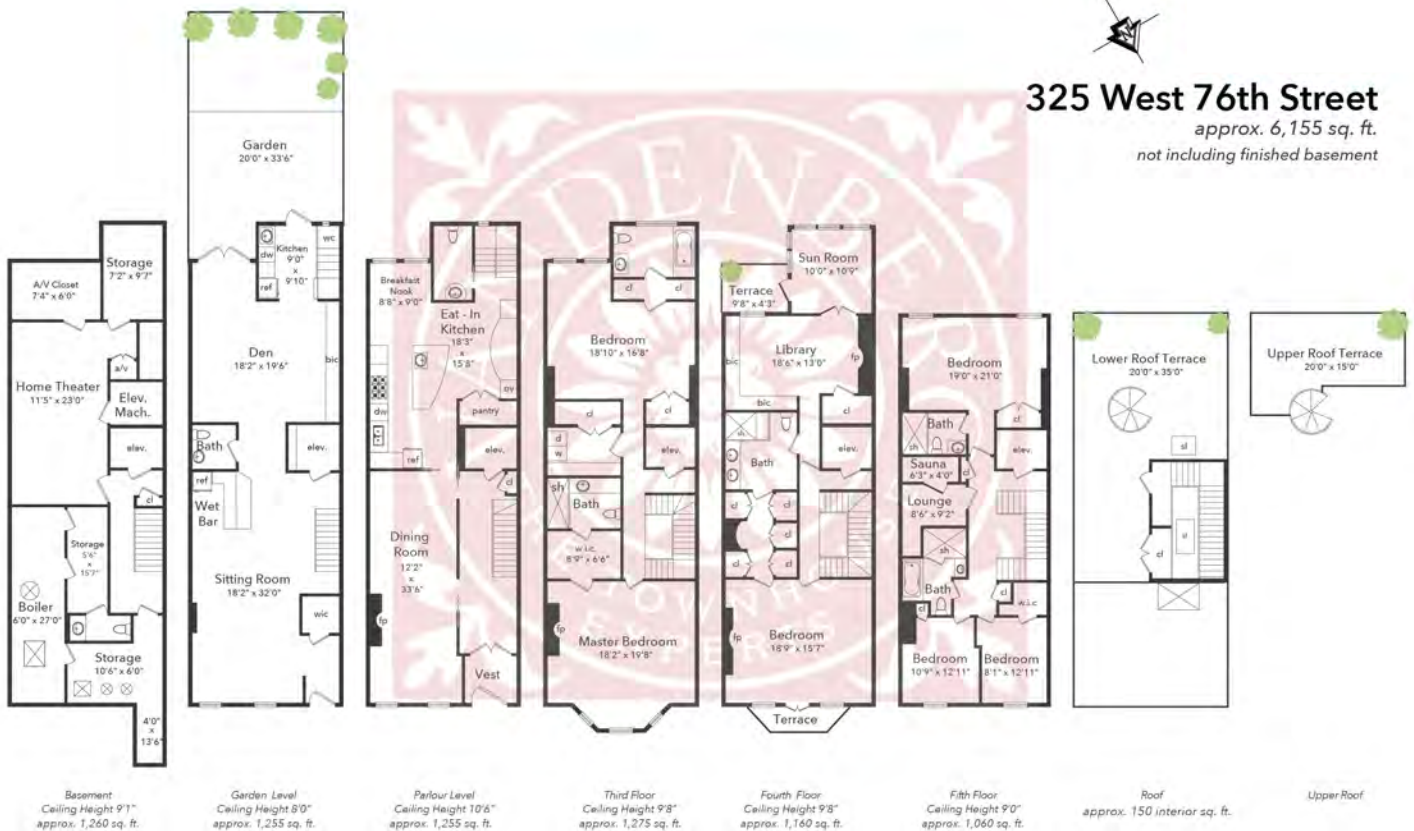 325 West 76th Street
approx. 6,155 sq. ft.
not including finished basement
Storage
7'2" x 9'7"
A/V Closet
7'4" x 6'0"
a/v
Home Theater
11'5" x 23'0"
Elev.
Mach.
elev.
cl
Storage
5'6"
x
15'7"
Boiler
6'0" x 27'0"
Storage
10'6" x 6'0"
4'0"
x
13'6"
Basement
Ceiling Height 9'1"
approx. 1,260 sq. ft.
Garden
20'0" x 33'6"
Kitchen
9'0"
x
9'10"
dw
wc
ref
Den
18'2" x 19'6"
bic
Bath
elev.
ref
Wet
Bar
Sitting Room
18'2" x 32'0"
wic
Garden Level
Ceiling Height 8'0"
approx. 1,255 sq. ft.
Breakfast
Nook
8'8" x 9'0"
Eat - In
Kitchen
18'3"
x
15'8"
ov
dw
pantry
ref
elev.
cl
Dining
Room
12'2"
x
33'6"
fp
Vest
Parlour Level
Ceiling Height 10'6"
approx. 1,255 sq. ft.
cl
cl
Bedroom
18'10" x 16'8"
cl
cl
d
w
elev.
sh
Bath
w.i.c.
8'9" x 6'6"
fp
Master Bedroom
18'2" x 19'8"
Third Floor
Ceiling Height 9'8"
approx. 1,275 sq. ft.
Sun Room
10'0" x 10'9"
Terrace
9'8" x 4'3"
Library
18'6" x 13'0"
bic
fp
bic
cl
sh
Bath
elev.
cl
cl
cl
cl
cl
fp
Bedroom
18'9" x 15'7"
Terrace
Fourth Floor
Ceiling Height 9'8"
approx. 1,160 sq. ft.
Bedroom
19'0" x 21'0"
cl
Bath
sh
elev.
Sauna
6'3" x 4'0"
cl
Lounge
8'6" x 9'2"
sh
Bath
cl
cl
w.i.c
Bedroom
10'9" x 12'11"
Bedroom
8'1" x 12'11"
Fifth Floor
Ceiling Height 9'0"
approx. 1,060 sq. ft.
Lower Roof Terrace
20'0" x 35'0"
sl
sl
cl
Roof
approx. 150 interior sq. ft.
Upper Roof Terrace
20'0" x 15'0"
Upper Roof